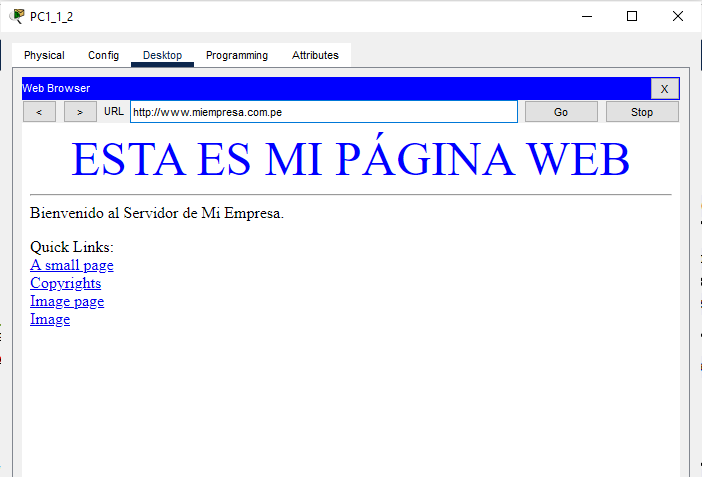 PC1_1_2
Physical Config Desktop Programming Attributes
Web Browser X
< > URL http://www.miempresa.com.pe Go Stop
ESTA ES MI PÁGINA WEB
Bienvenido al Servidor de Mi Empresa.
Quick Links:
A small page
Copyrights
Image page
Image